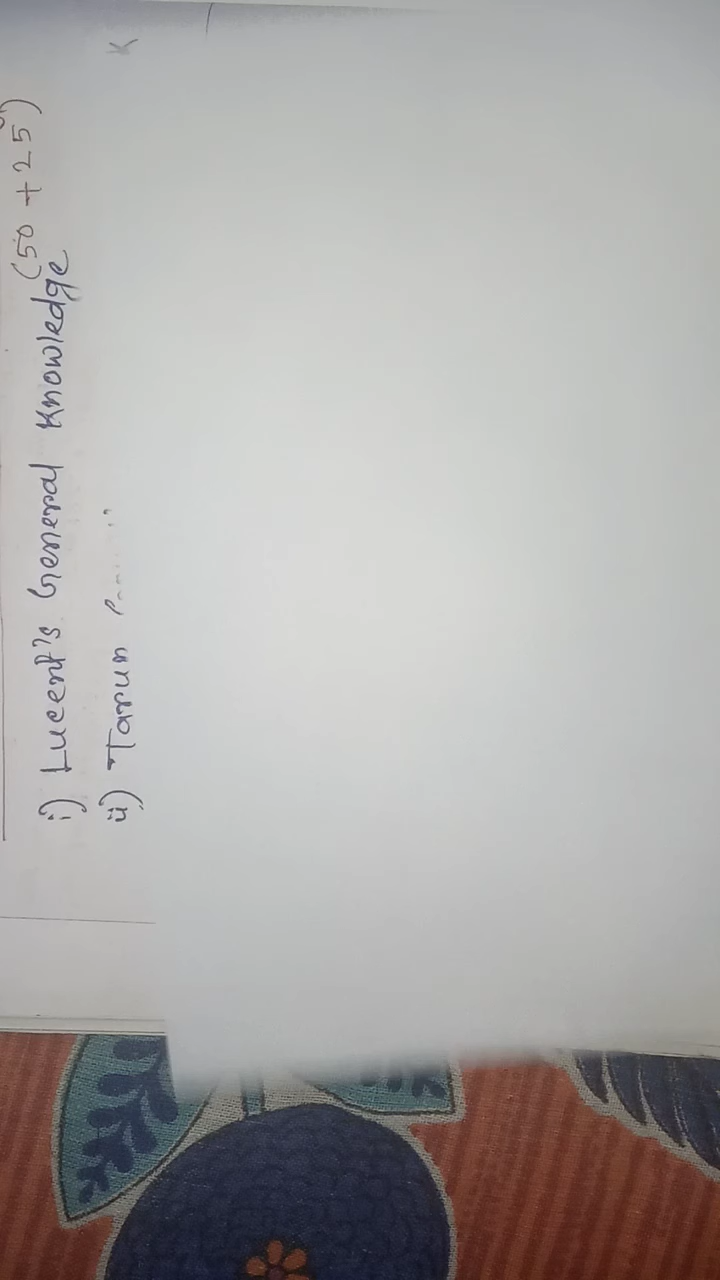 (50 + 25)
i) Lucent's General Knowledge
ii) Tarun
K